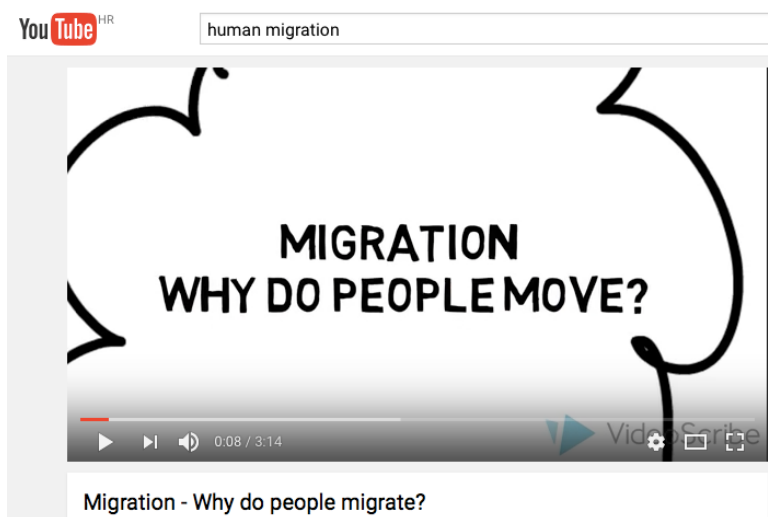 YouTube HR
human migration
MIGRATION
WHY DO PEOPLE MOVE?
0:08 / 3:14
VideoScribe
Migration - Why do people migrate?